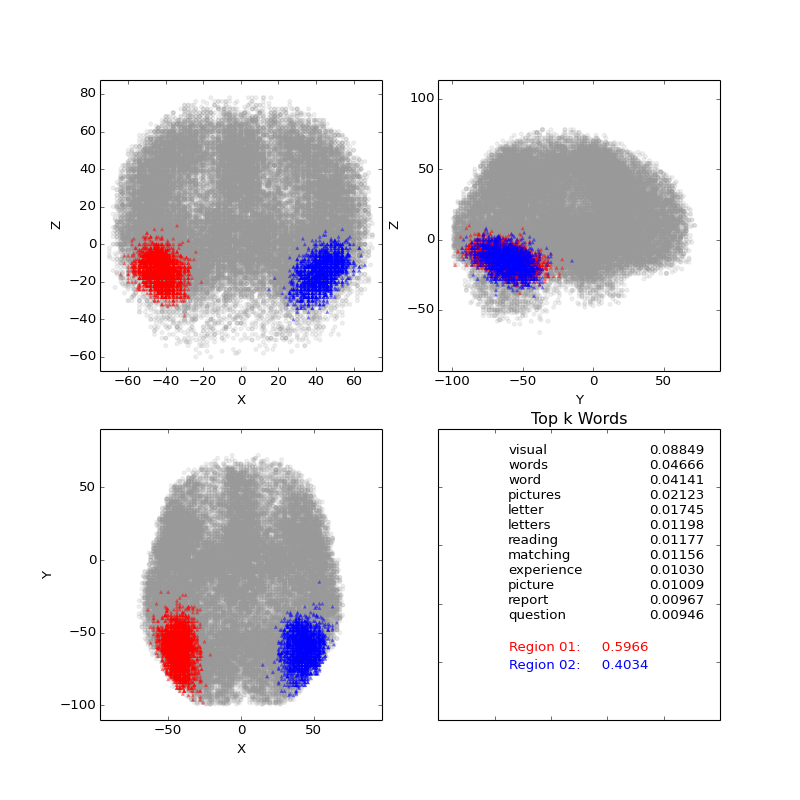 80
60
40
20
0
−20
−40
−60
Z
−60 −40 −20 0 20 40 60
X
100
50
0
−50
Z
−100 −50 0 50
Y
50
0
−50
−100
Y
−50 0 50
X
Top k Words
visual 0.08849
words 0.04666
word 0.04141
pictures 0.02123
letter 0.01745
letters 0.01198
reading 0.01177
matching 0.01156
experience 0.01030
picture 0.01009
report 0.00967
question 0.00946
Region 01: 0.5966
Region 02: 0.4034